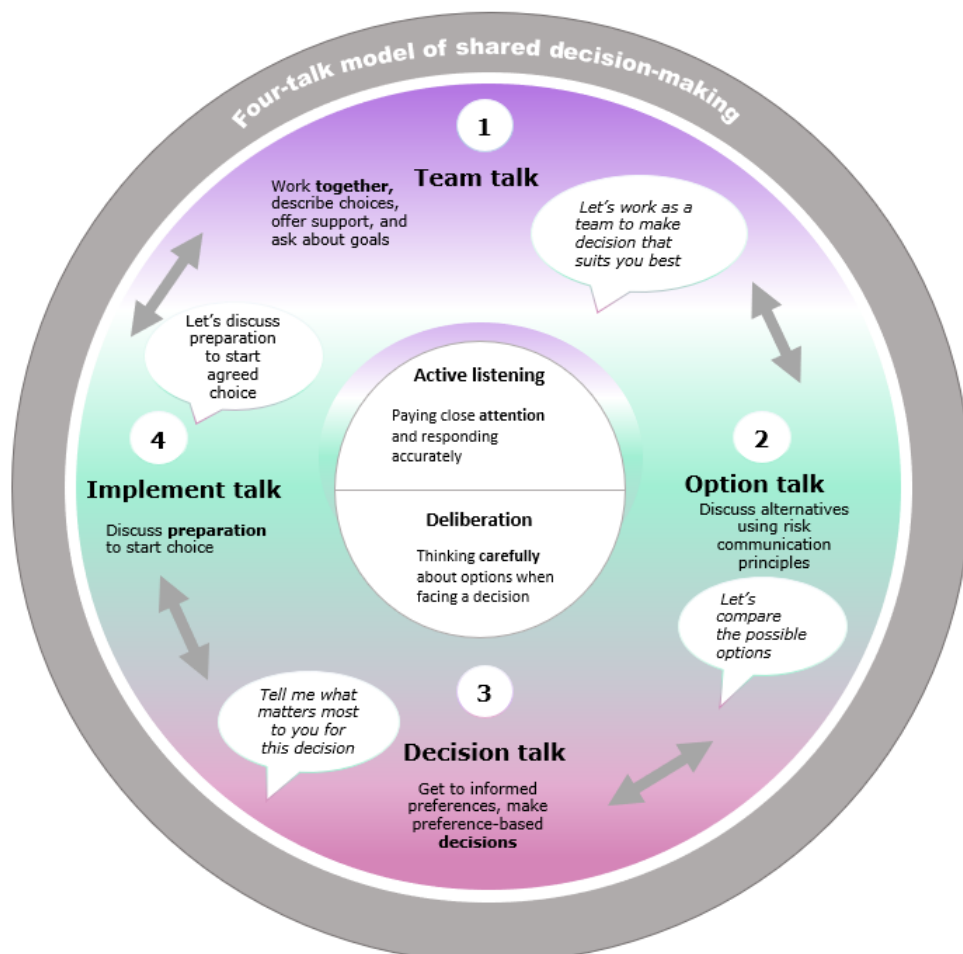 Four-talk model of shared decision-making
1
Team talk
Work together,
describe choices,
offer support, and
ask about goals
Let's work as a
team to make
decision that
suits you best
2
Option talk
Discuss alternatives
using risk
communication
principles
Let's
compare
the possible
options
3
Decision talk
Get to informed
preferences, make
preference-based
decisions
Tell me what
matters most
to you for
this decision
4
Implement talk
Discuss preparation
to start choice
Let's discuss
preparation
to start
agreed
choice
Active listening
Paying close attention
and responding
accurately
Deliberation
Thinking carefully
about options when
facing a decision